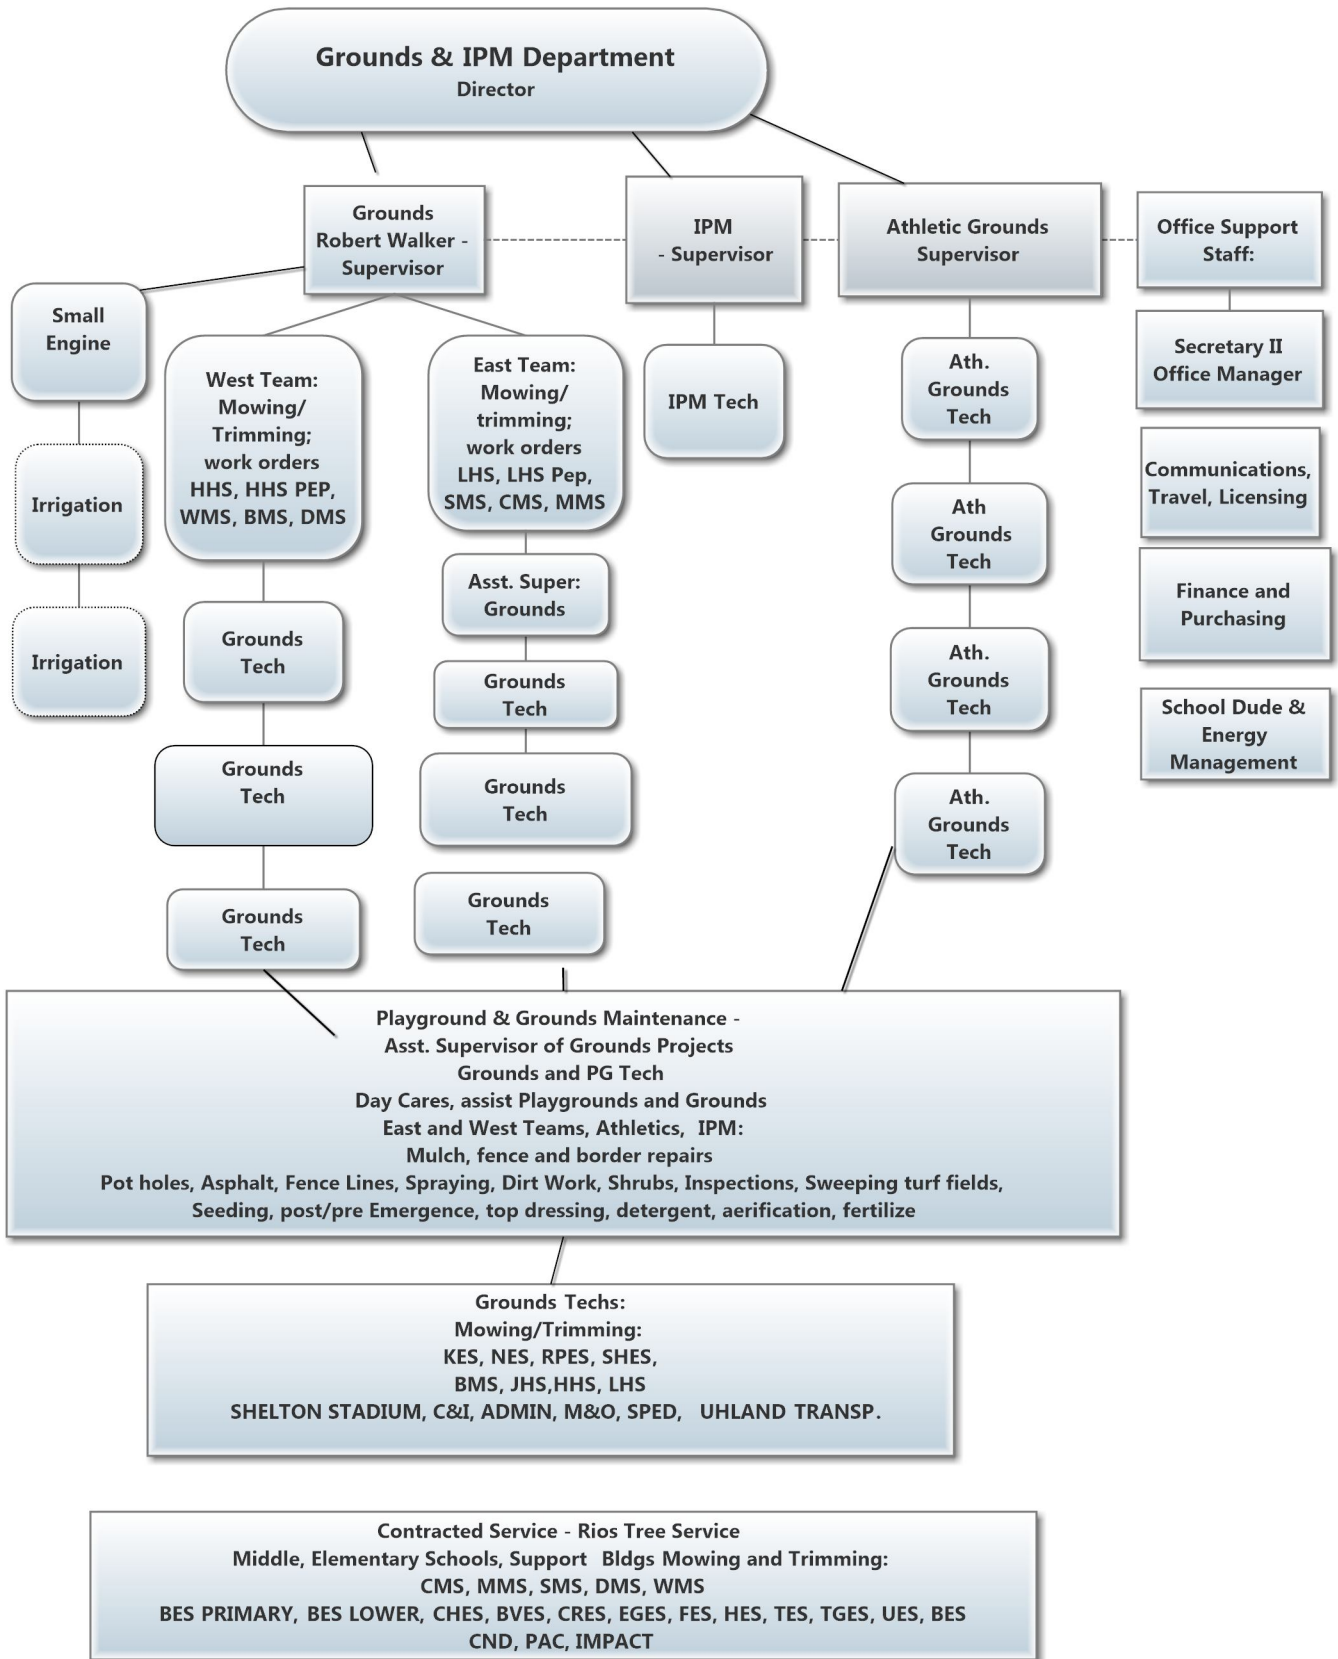 Grounds & IPM Department
Director
Grounds
Robert Walker -
Supervisor
IPM
- Supervisor
Athletic Grounds
Supervisor
Office Support
Staff:
Small
Engine
Irrigation
Irrigation
West Team:
Mowing/
Trimming;
work orders
HHS, HHS PEP,
WMS, BMS, DMS
Grounds
Tech
Grounds
Tech
Grounds
Tech
East Team:
Mowing/
trimming;
work orders
LHS, LHS Pep,
SMS, CMS, MMS
Asst. Super:
Grounds
Grounds
Tech
Grounds
Tech
Grounds
Tech
IPM Tech
Ath.
Grounds
Tech
Ath
Grounds
Tech
Ath.
Grounds
Tech
Ath.
Grounds
Tech
Secretary II
Office Manager
Communications,
Travel, Licensing
Finance and
Purchasing
School Dude &
Energy
Management
Playground & Grounds Maintenance -
Asst. Supervisor of Grounds Projects
Grounds and PG Tech
Day Cares, assist Playgrounds and Grounds
East and West Teams, Athletics, IPM:
Mulch, fence and border repairs
Pot holes, Asphalt, Fence Lines, Spraying, Dirt Work, Shrubs, Inspections, Sweeping turf fields,
Seeding, post/pre Emergence, top dressing, detergent, aerification, fertilize
Grounds Techs:
Mowing/Trimming:
KES, NES, RPES, SHES,
BMS, JHS,HHS, LHS
SHELTON STADIUM, C&I, ADMIN, M&O, SPED, UHLAND TRANSP.
Contracted Service - Rios Tree Service
Middle, Elementary Schools, Support Bldgs Mowing and Trimming:
CMS, MMS, SMS, DMS, WMS
BES PRIMARY, BES LOWER, CHES, BVES, CRES, EGES, FES, HES, TES, TGES, UES, BES
CND, PAC, IMPACT